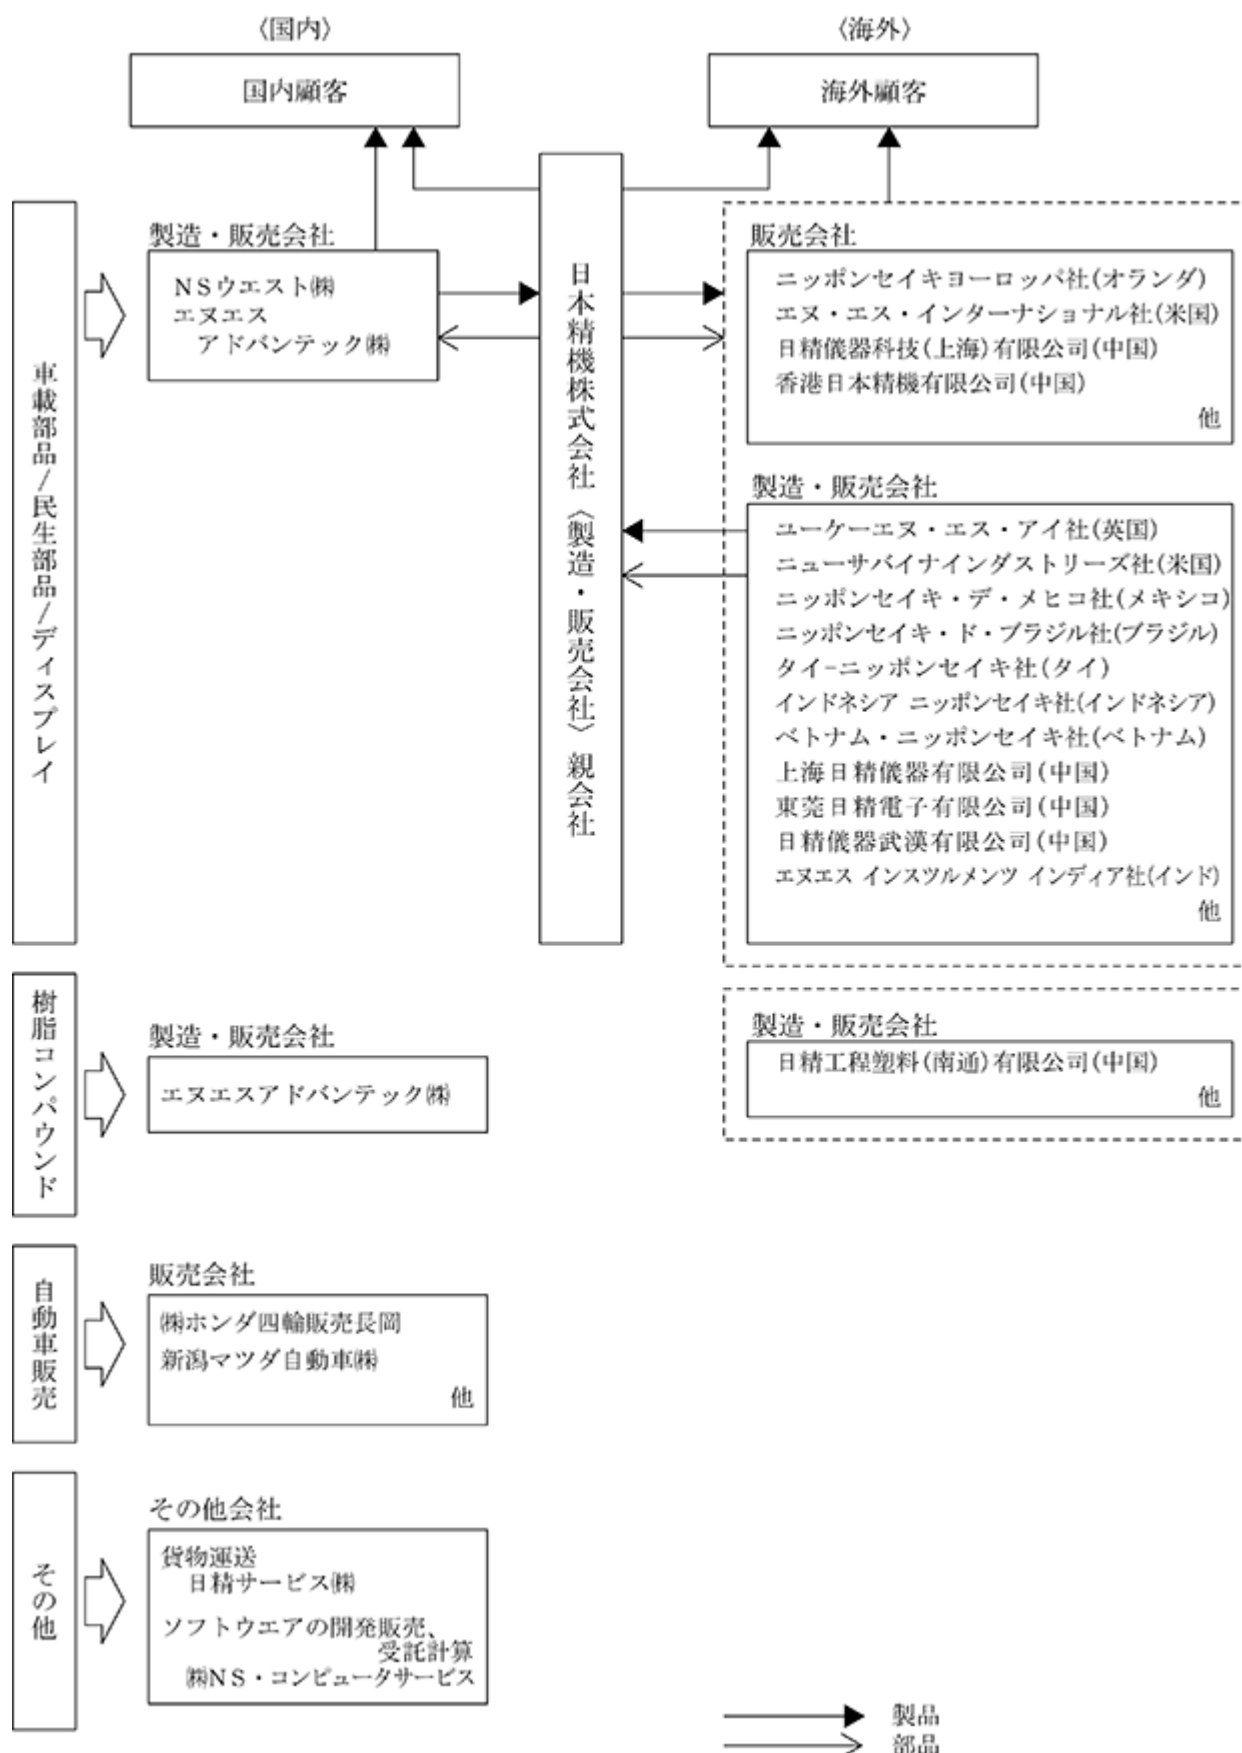 〈国内〉
〈海外〉
国内顧客
海外顧客
車載部品/民生部品/ディスプレイ
製造・販売会社
NSウエスト㈱
エヌエス
アドバンテック㈱
日本精機株式会社〈製造・販売会社〉親会社
販売会社
ニッポンセイキヨーロッパ社(オランダ)
エヌ・エス・インターナショナル社(米国)
日精儀器科技(上海)有限公司(中国)
香港日本精機有限公司(中国)
他
製造・販売会社
ユーケーエヌ・エス・アイ社(英国)
ニューサバイナインダストリーズ社(米国)
ニッポンセイキ・デ・メヒコ社(メキシコ)
ニッポンセイキ・ド・ブラジル社(ブラジル)
タイ-ニッポンセイキ社(タイ)
インドネシア ニッポンセイキ社(インドネシア)
ベトナム・ニッポンセイキ社(ベトナム)
上海日精儀器有限公司(中国)
東莞日精電子有限公司(中国)
日精儀器武漢有限公司(中国)
エヌエス インスツルメンツ インディア社(インド)
他
樹脂コンパウンド
製造・販売会社
エヌエスアドバンテック㈱
製造・販売会社
日精工程塑料(南通)有限公司(中国)
他
自動車販売
販売会社
㈱ホンダ四輪販売長岡
新潟マツダ自動車㈱
他
その他
その他会社
貨物運送
日精サービス㈱
ソフトウエアの開発販売、
受託計算
㈱NS・コンピュータサービス
製品
部品